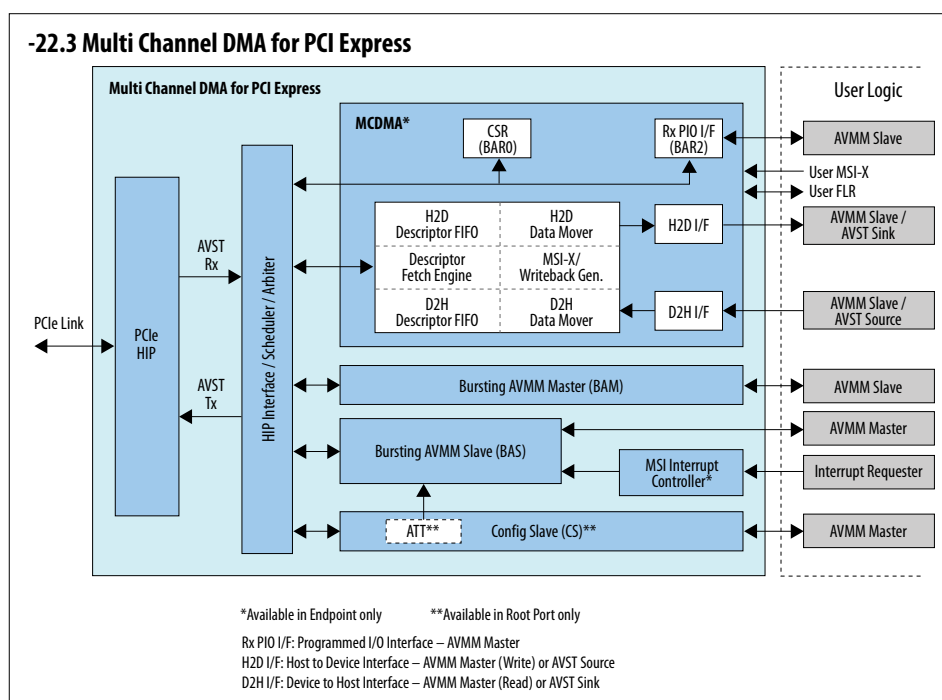 -22.3 Multi Channel DMA for PCI Express
Multi Channel DMA for PCI Express
User Logic
MCDMA*
CSR
(BAR0)
Rx PIO I/F
(BAR2)
AVMM Slave
User MSI-X
User FLR
H2D
Descriptor FIFO
H2D
Data Mover
H2D I/F
AVMM Slave /
AVST Sink
Descriptor
Fetch Engine
MSI-X/
Writeback Gen.
D2H
Descriptor FIFO
D2H
Data Mover
D2H I/F
AVMM Slave /
AVST Source
AVST
Rx
PCIe Link
PCIe
HIP
AVST
Tx
HIP Interface / Scheduler / Arbiter
Bursting AVMM Master (BAM)
AVMM Slave
Bursting AVMM Slave (BAS)
AVMM Master
MSI Interrupt
Controller*
Interrupt Requester
ATT**
Config Slave (CS)**
AVMM Master
*Available in Endpoint only
**Available in Root Port only
Rx PIO I/F: Programmed I/O Interface – AVMM Master
H2D I/F: Host to Device Interface – AVMM Master (Write) or AVST Source
D2H I/F: Device to Host Interface – AVMM Master (Read) or AVST Sink